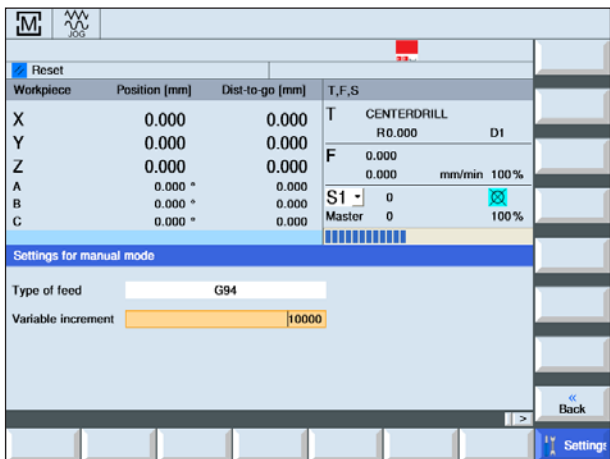 M
JOG
Reset
Workpiece Position [mm] Dist-to-go [mm] T,F,S
X 0.000 0.000
T CENTERDRILL
R0.000 D1
Y 0.000 0.000
F 0.000
Z 0.000 0.000
0.000 mm/min 100%
A 0.000 ° 0.000
B 0.000 ° 0.000
S1 0
C 0.000 ° 0.000
Master 0 100%
Settings for manual mode
Type of feed G94
Variable increment 10000
« Back
>
Settings